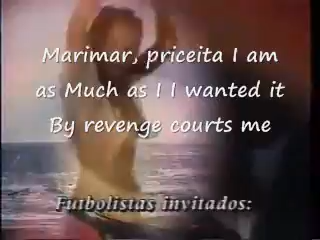 Marimar, priceita I am
as Much as I I wanted it
By revenge courts me
Futbolistas invitados: